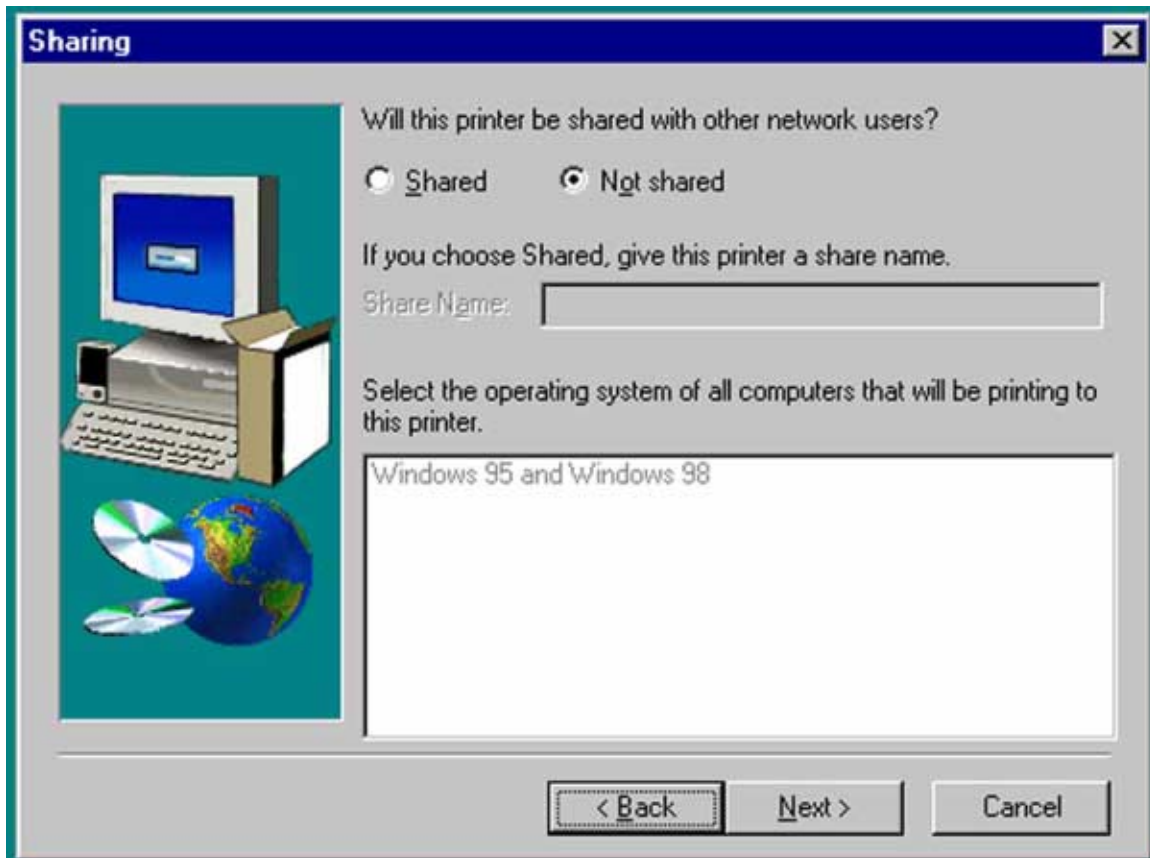 Sharing
Will this printer be shared with other network users?
Shared
Not shared
If you choose Shared, give this printer a share name.
Share Name:
Select the operating system of all computers that will be printing to
this printer.
Windows 95 and Windows 98
< Back
Next >
Cancel